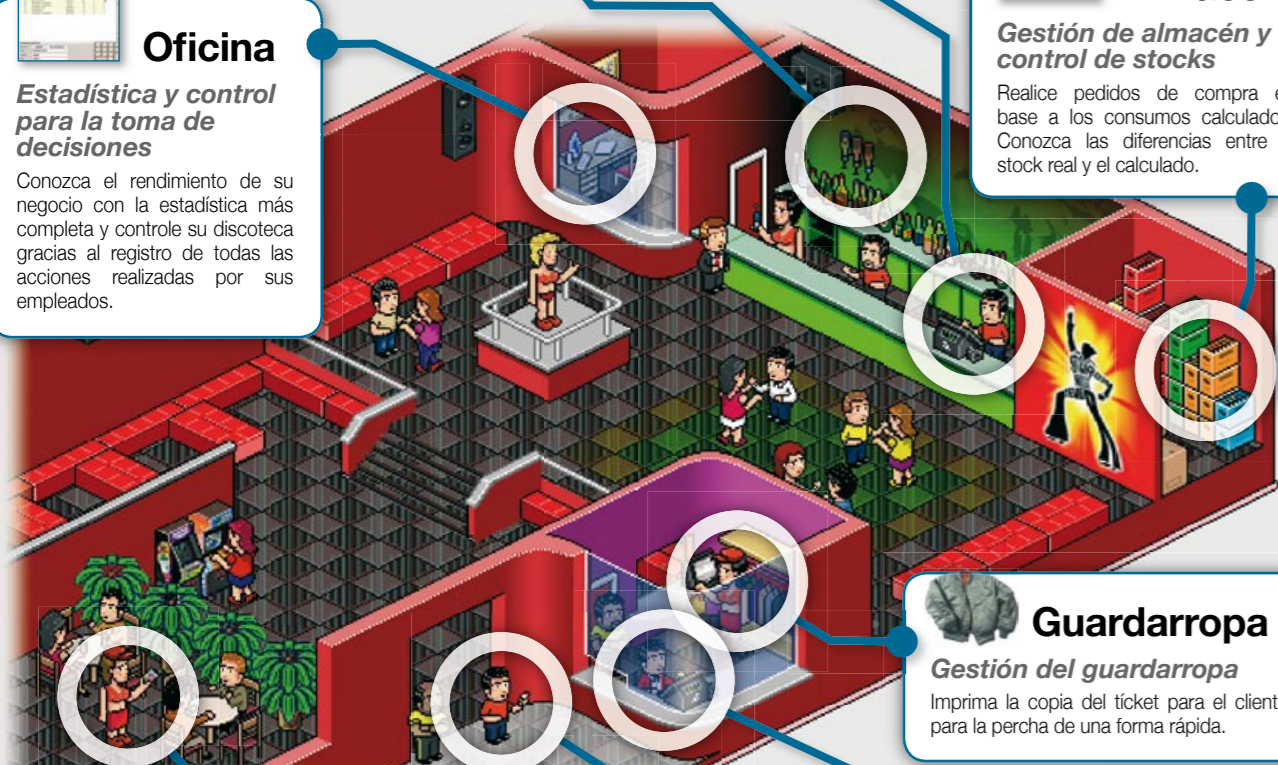 Oficina
Estadística y control
para la toma de
decisiones
Conozca el rendimiento de su
negocio con la estadística más
completa y controle su discoteca
gracias al registro de todas las
acciones realizadas por sus
empleados.
Gestión de almacén y
control de stocks
Realice pedidos de compra e
base a los consumos calculado
Conozca las diferencias entre
stock real y el calculado.
Guardarropa
Gestión del guardarropa
Imprima la copia del tícket para el client
para la percha de una forma rápida.